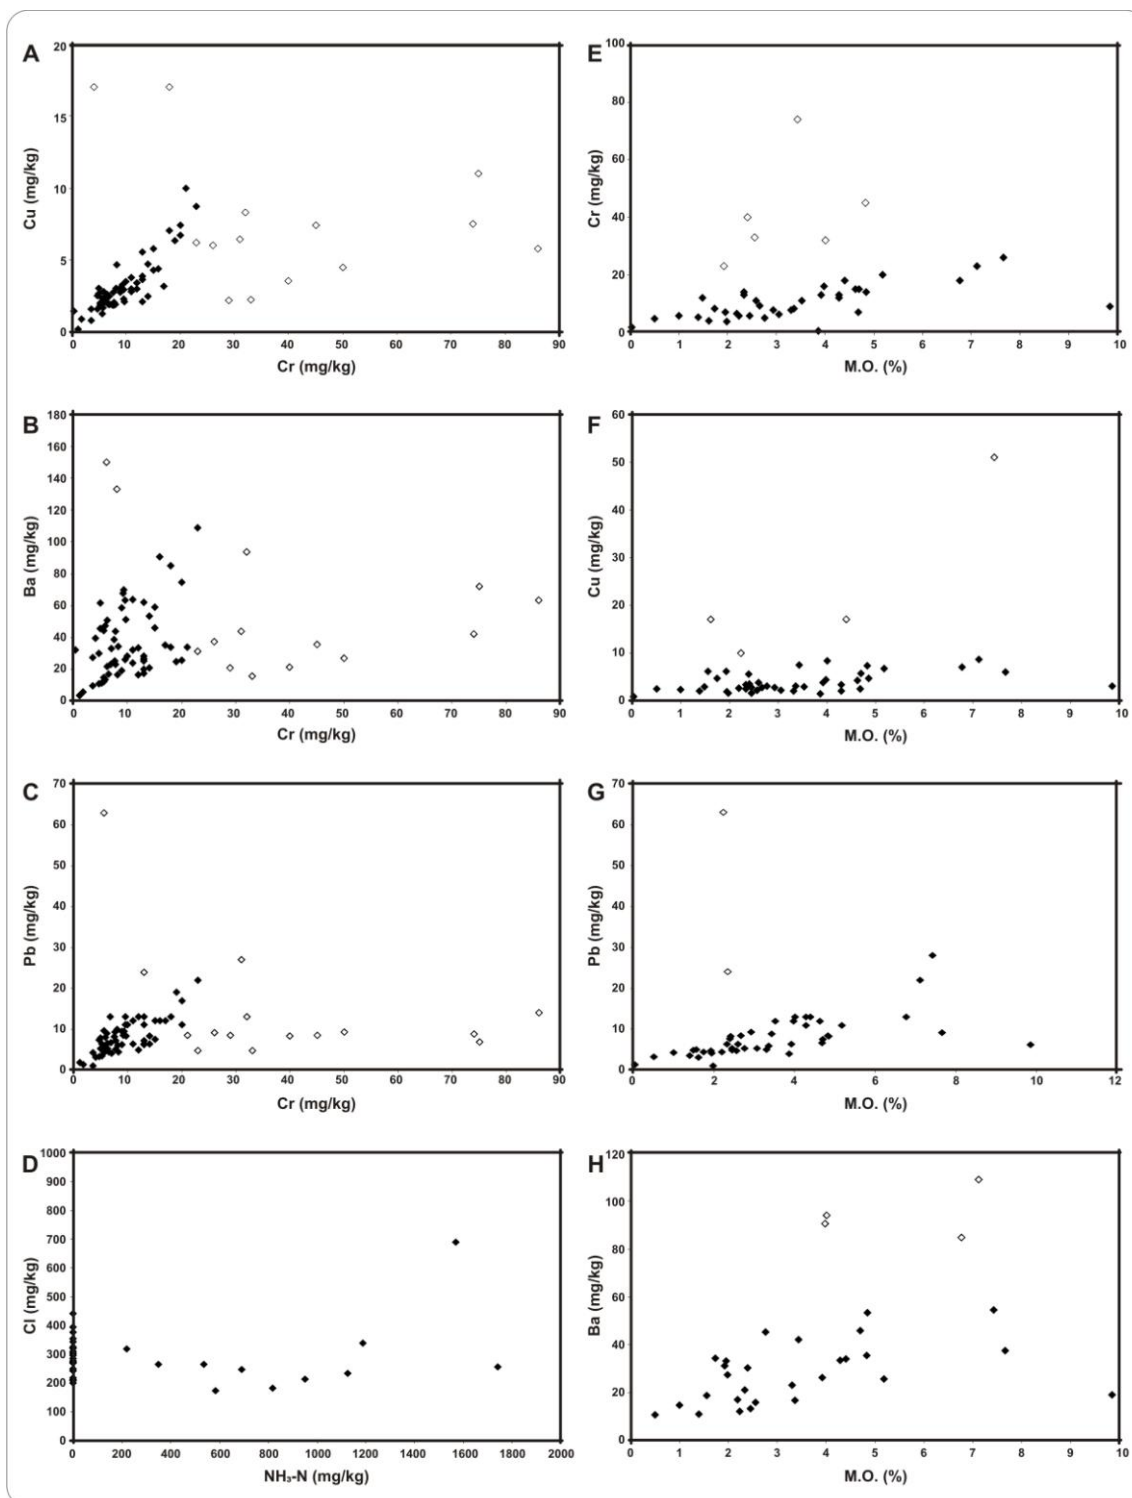 A
20
15
10
5
0
Cu (mg/kg)
0 10 20 30 40 50 60 70 80 90
Cr (mg/kg)
E
100
80
60
40
20
0
Cr (mg/kg)
0 1 2 3 4 5 6 7 8 9 10
M.O. (%)
B
180
160
140
120
100
80
60
40
20
0
Ba (mg/kg)
0 10 20 30 40 50 60 70 80 90
Cr (mg/kg)
F
60
50
40
30
20
10
0
Cu (mg/kg)
0 1 2 3 4 5 6 7 8 9 10
M.O. (%)
C
70
60
50
40
30
20
10
0
Pb (mg/kg)
0 10 20 30 40 50 60 70 80 90
Cr (mg/kg)
G
70
60
50
40
30
20
10
0
Pb (mg/kg)
0 2 4 6 8 10 12
M.O. (%)
D
1000
900
800
700
600
500
400
300
200
100
0
Cl (mg/kg)
0 200 400 600 800 1000 1200 1400 1600 1800 2000
NH₃-N (mg/kg)
H
120
100
80
60
40
20
0
Ba (mg/kg)
0 1 2 3 4 5 6 7 8 9 10
M.O. (%)